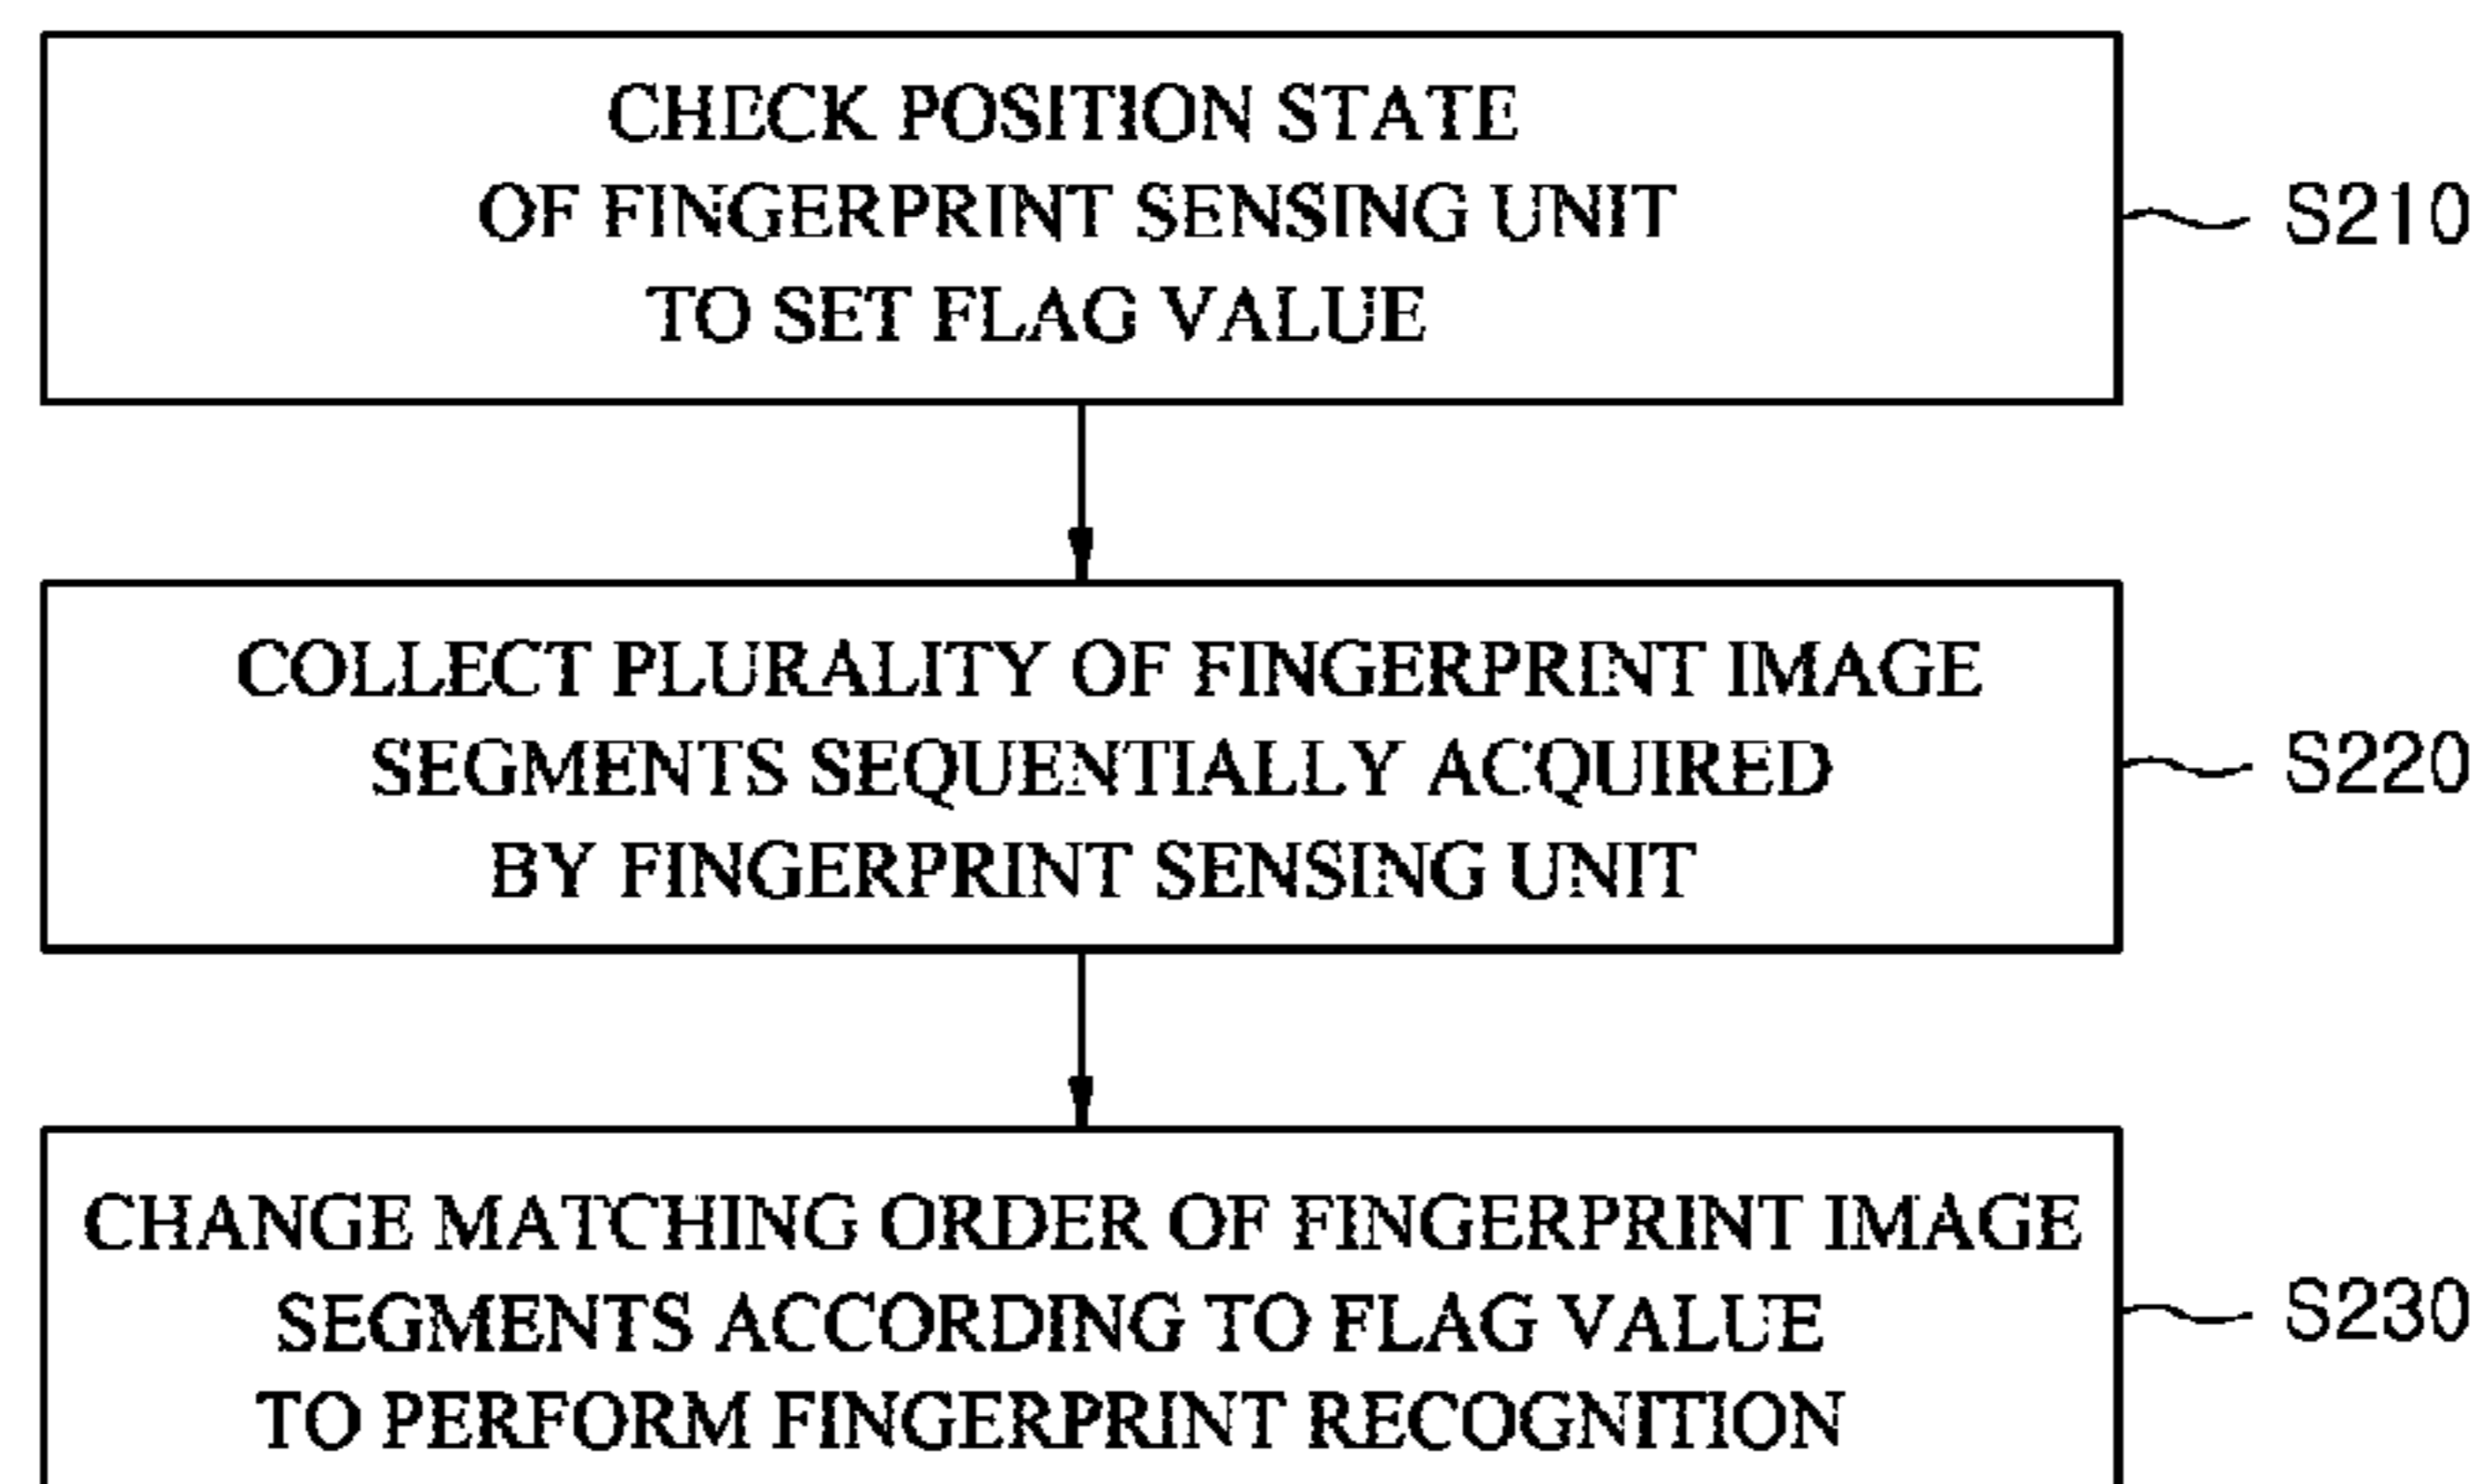 CHECK POSITION STATE
OF FINGERPRINT SENSING UNIT
TO SET FLAG VALUE
S210
COLLECT PLURALITY OF FINGERPRINT IMAGE
SEGMENTS SEQUENTIALLY ACQUIRED
BY FINGERPRINT SENSING UNIT
S220
CHANGE MATCHING ORDER OF FINGERPRINT IMAGE
SEGMENTS ACCORDING TO FLAG VALUE
TO PERFORM FINGERPRINT RECOGNITION
S230